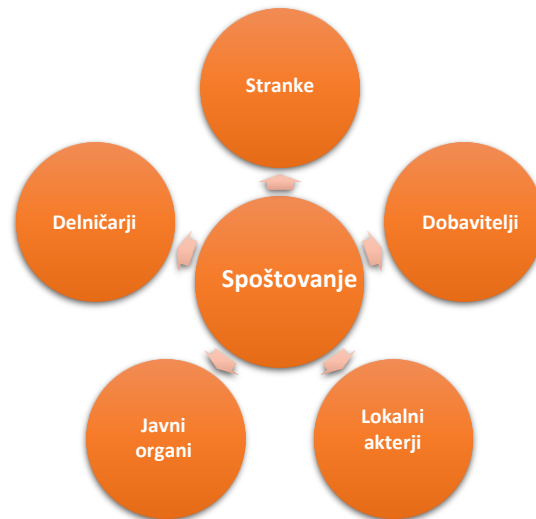 Stranke
Delničarji
Dobavitelji
Spoštovanje
Javni
organi
Lokalni
akterji